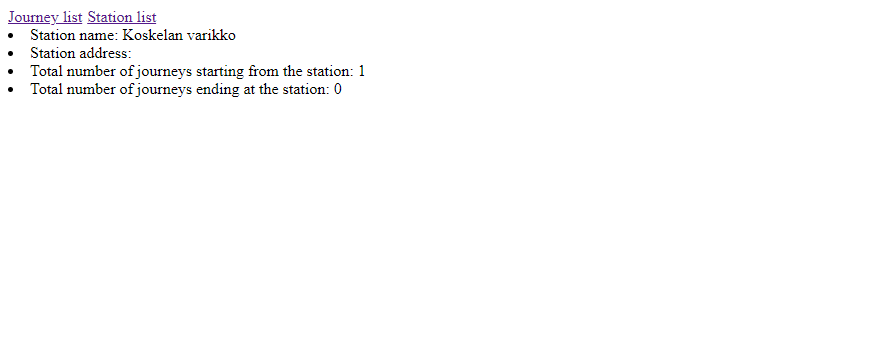 Journey list Station list
• Station name: Koskelan varikko
• Station address:
• Total number of journeys starting from the station: 1
• Total number of journeys ending at the station: 0